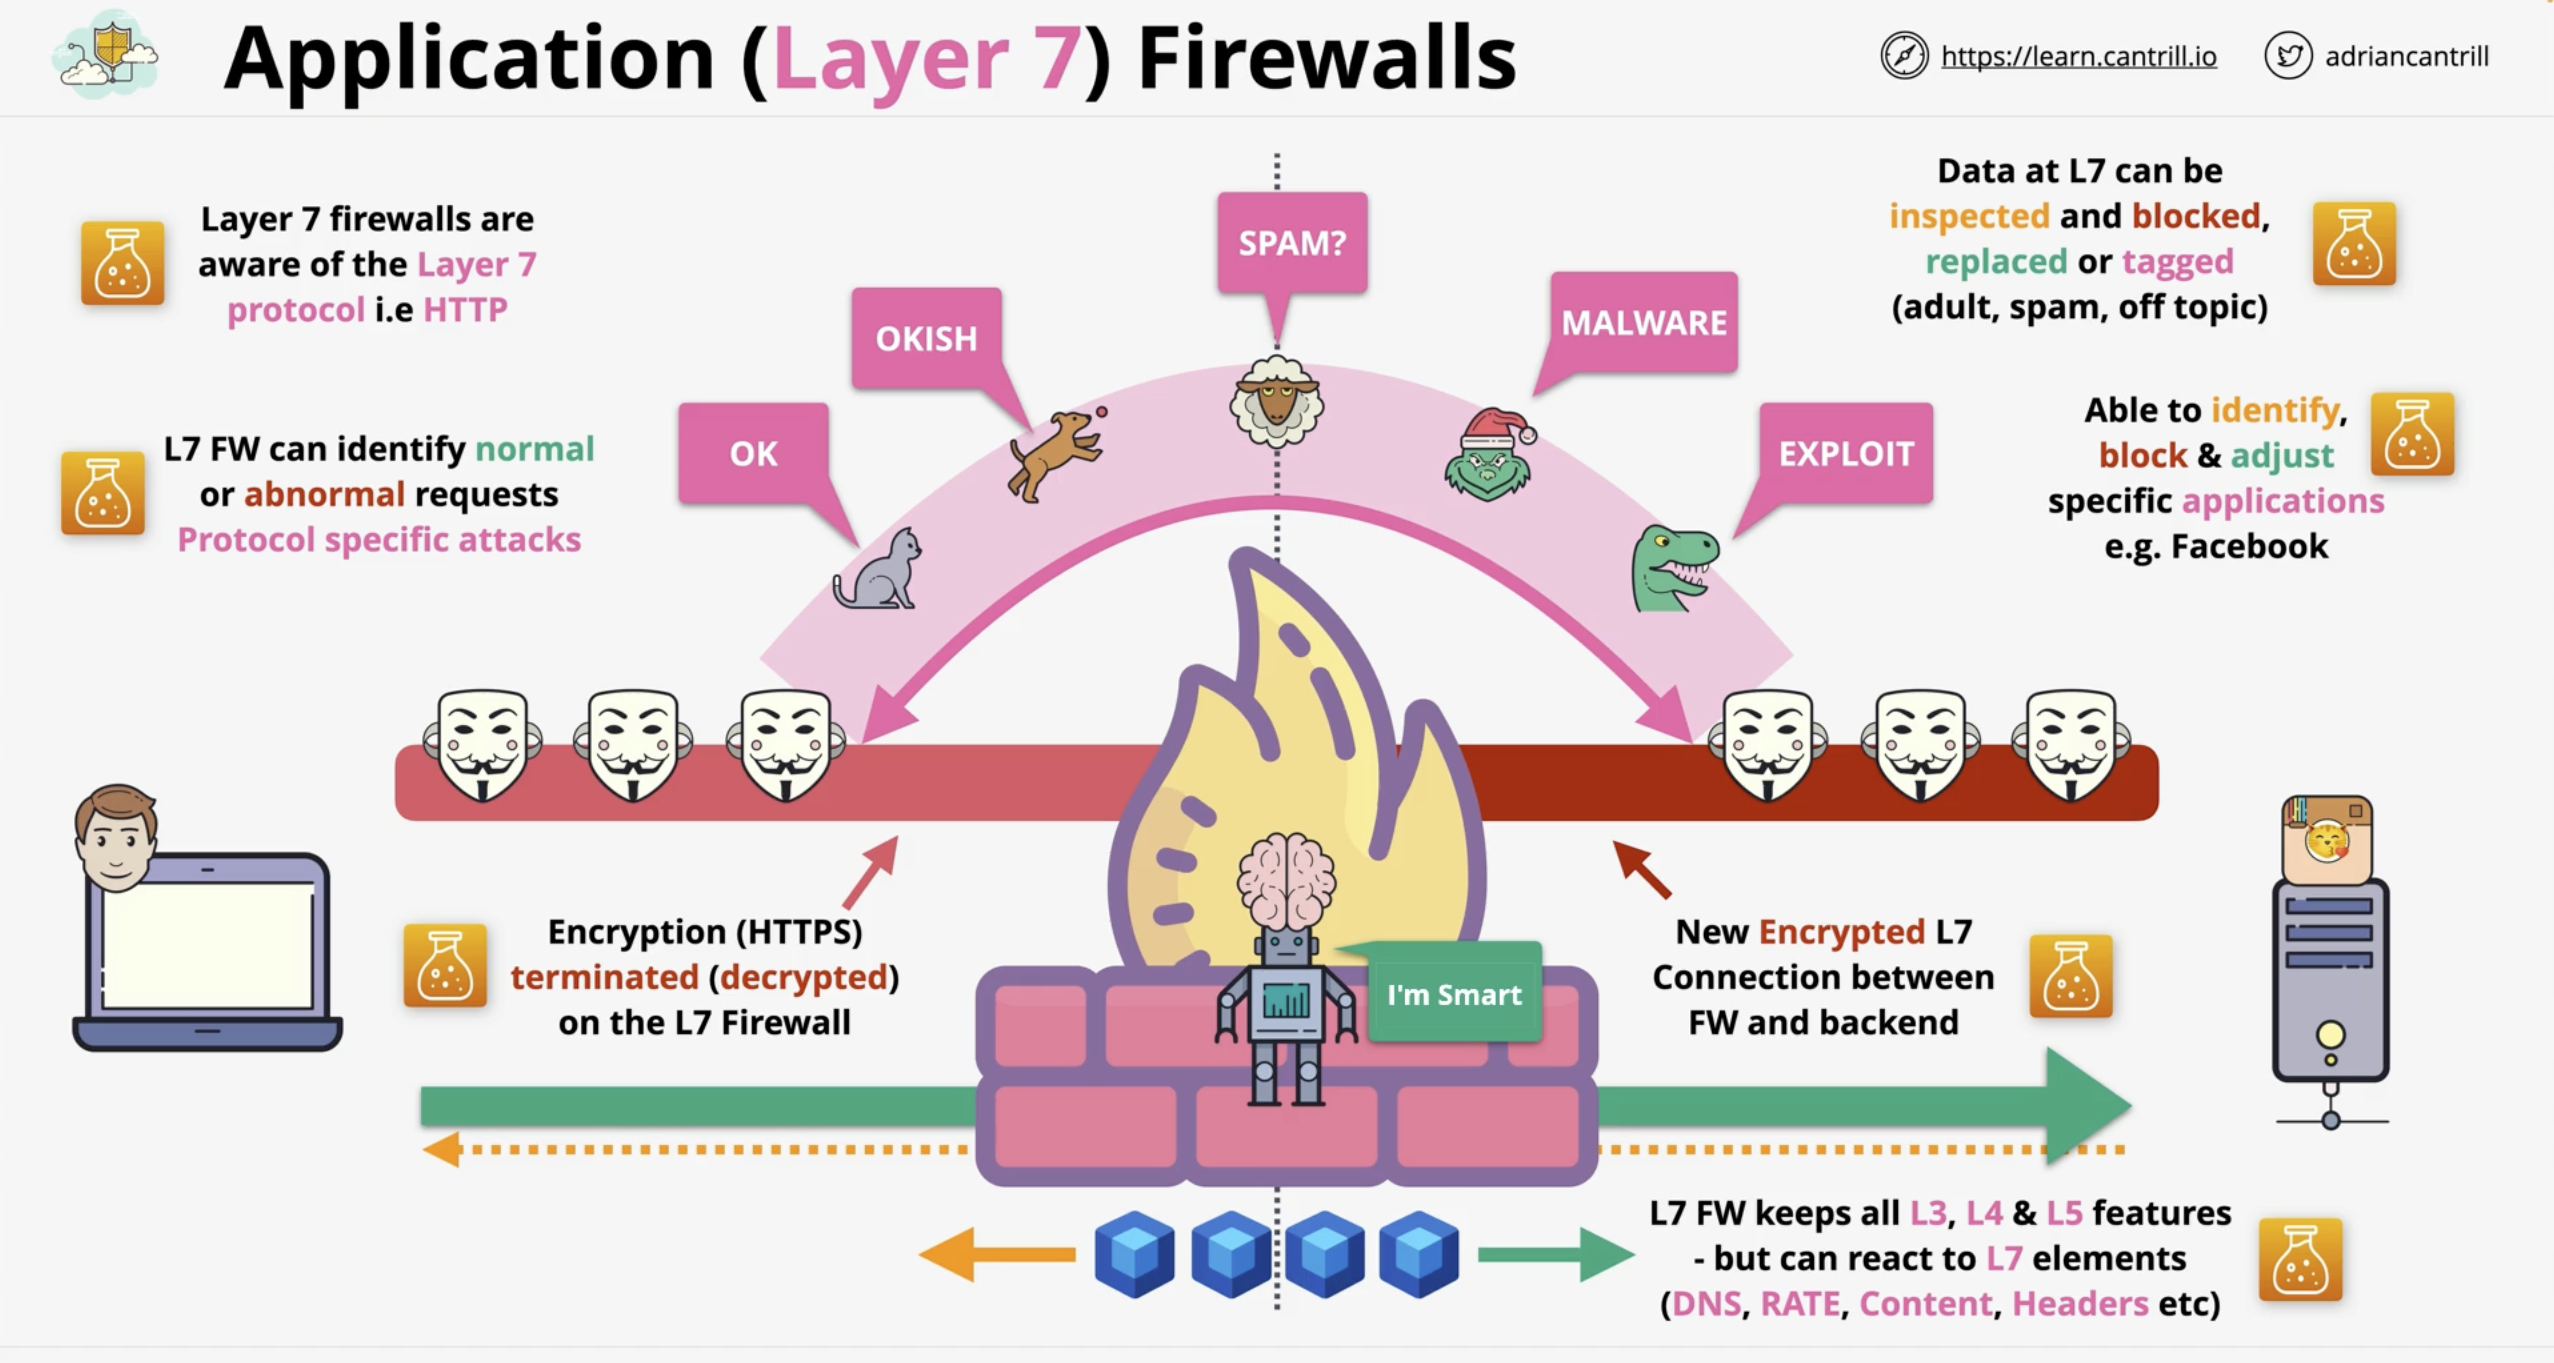 Application (Layer 7) Firewalls
https://learn.cantrill.io
adriancantrill
Layer 7 firewalls are
aware of the Layer 7
protocol i.e HTTP
L7 FW can identify normal
or abnormal requests
Protocol specific attacks
OK
OKISH
SPAM?
MALWARE
EXPLOIT
Data at L7 can be
inspected and blocked,
replaced or tagged
(adult, spam, off topic)
Able to identify,
block & adjust
specific applications
e.g. Facebook
Encryption (HTTPS)
terminated (decrypted)
on the L7 Firewall
I'm Smart
New Encrypted L7
Connection between
FW and backend
L7 FW keeps all L3, L4 & L5 features
- but can react to L7 elements
(DNS, RATE, Content, Headers etc)